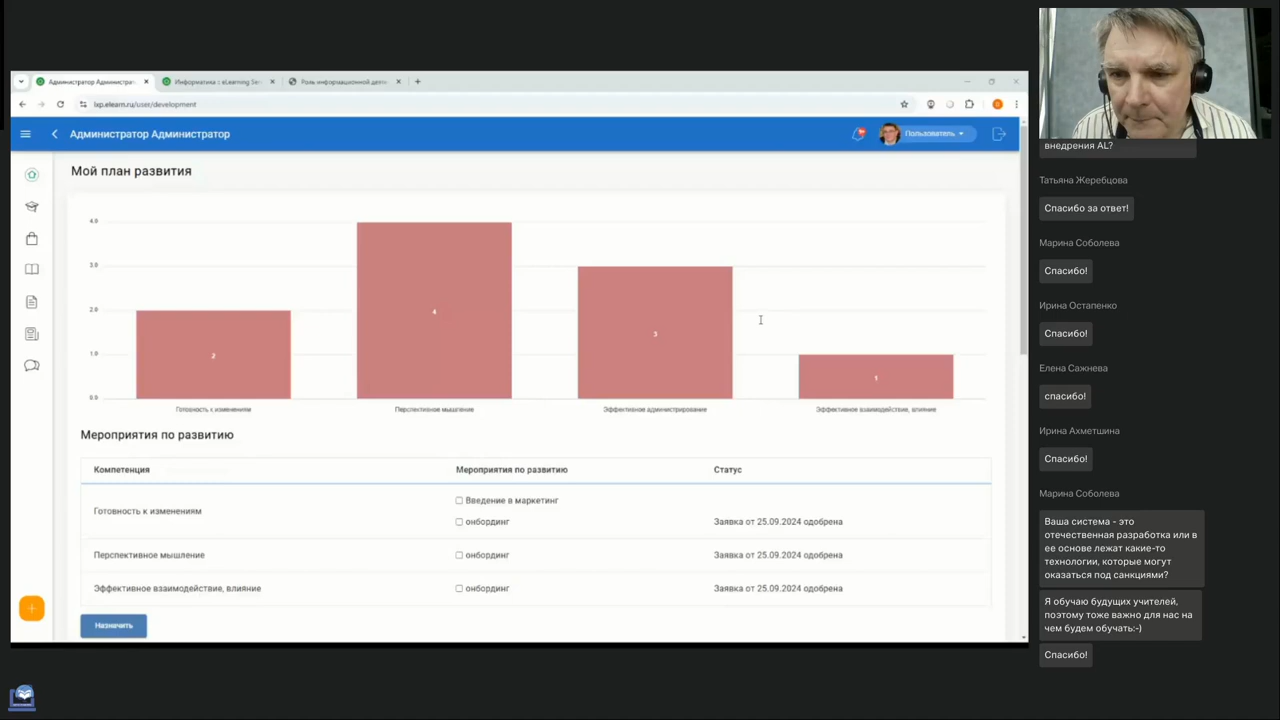 Администратор Администрат
Информатика :: eLearning Se
Роль информационной деяте
lxp.elearn.ru/user/development
Администратор Администратор
Пользователь
Мой план развития
4.0
3.0
2.0
1.0
0.0
2
4
3
1
Готовность к изменениям
Перспективное мышление
Эффективное администрирование
Эффективное взаимодействие, влияние
Мероприятия по развитию
Компетенция
Мероприятия по развитию
Статус
Готовность к изменениям
Введение в маркетинг
онбординг
Заявка от 25.09.2024 одобрена
Перспективное мышление
онбординг
Заявка от 25.09.2024 одобрена
Эффективное взаимодействие, влияние
онбординг
Заявка от 25.09.2024 одобрена
Назначить
внедрения AL?
Татьяна Жеребцова
Спасибо за ответ!
Марина Соболева
Спасибо!
Ирина Остапенко
Спасибо!
Елена Сажнева
спасибо!
Ирина Ахметшина
Спасибо!
Марина Соболева
Ваша система - это
отечественная разработка или в
ее основе лежат какие-то
технологии, которые могут
оказаться под санкциями?
Я обучаю будущих учителей,
поэтому тоже важно для нас на
чем будем обучать:-)
Спасибо!